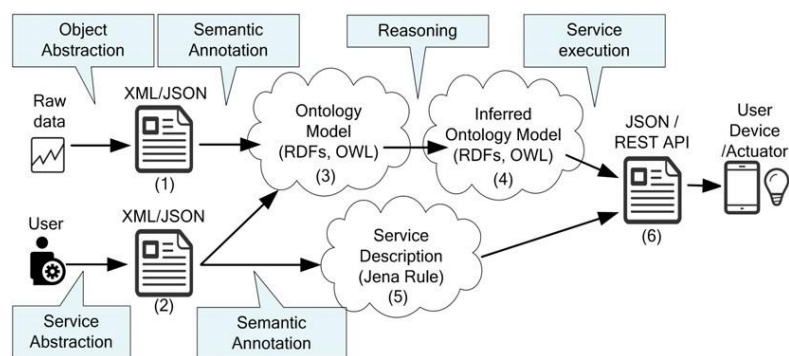 Object
Abstraction
Semantic
Annotation
Reasoning
Service
execution
Raw
data
XML/JSON
(1)
Ontology
Model
(RDFs, OWL)
(3)
Inferred
Ontology Model
(RDFs, OWL)
(4)
JSON /
REST API
(6)
User
Device
/Actuator
User
XML/JSON
(2)
Service
Description
(Jena Rule)
(5)
Service
Abstraction
Semantic
Annotation